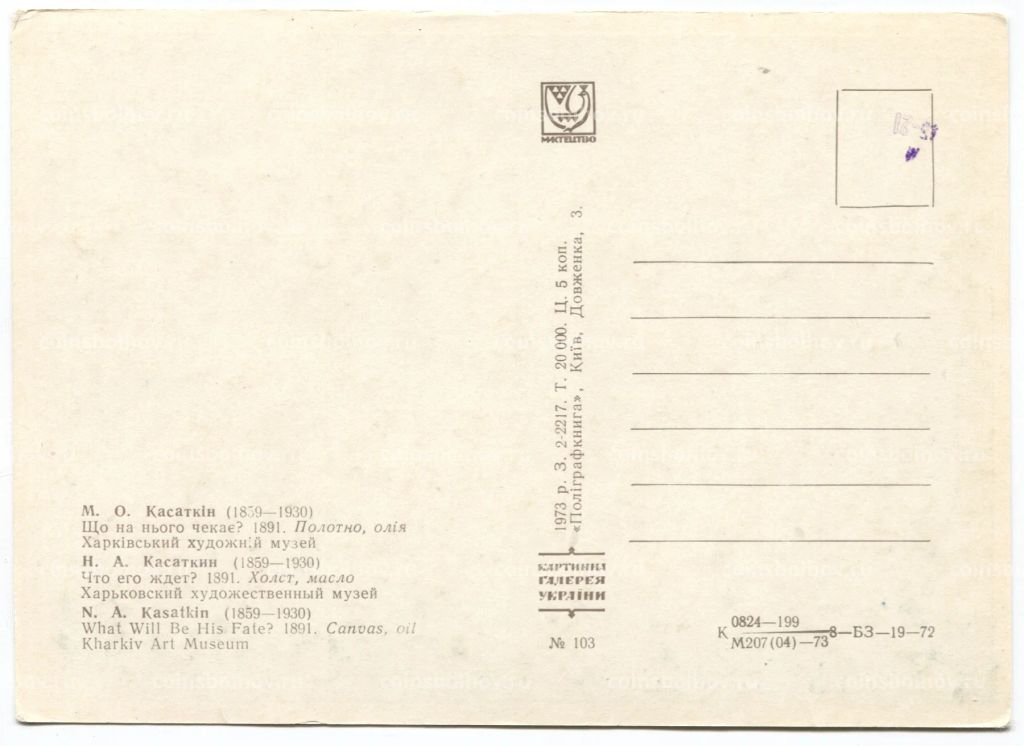 МИСТЕЦТВО
1973 р. З. 2-2217. Т. 20 000. Ц. 5 коп.
«Поліграфкнига», Київ, Довженка, 3.
М. О. Касаткін (1859—1930)
Що на нього чекає? 1891. Полотно, олія
Харківський художній музей
Н. А. Касаткин (1859—1930)
Что его ждет? 1891. Холст, масло
Харьковский художественный музей
N. A. Kasatkin (1859—1930)
What Will Be His Fate? 1891. Canvas, oil
Kharkiv Art Museum
КАРТИННА
ГАЛЕРЕЯ
УКРАЇНИ
№ 103
К 0824—199
М207(04)—73 8—БЗ—19—72
coinsbolhov.ru